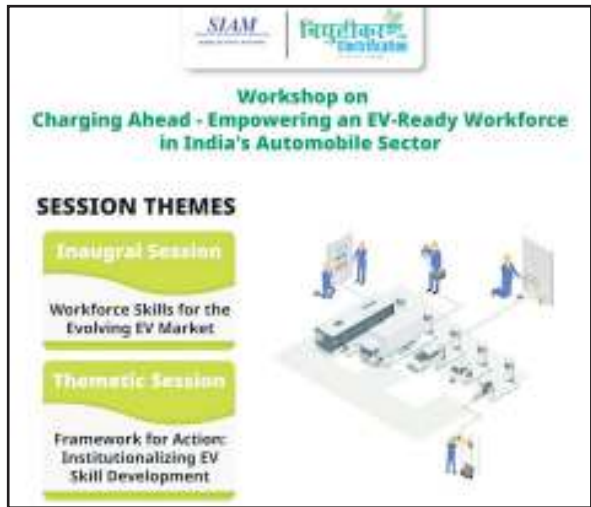 SIAM
विद्युतीकरण
Electrification
Workshop on
Charging Ahead - Empowering an EV-Ready Workforce
in India's Automobile Sector
SESSION THEMES
Inaugral Session
Workforce Skills for the
Evolving EV Market
Thematic Session
Framework for Action:
Institutionalizing EV
Skill Development